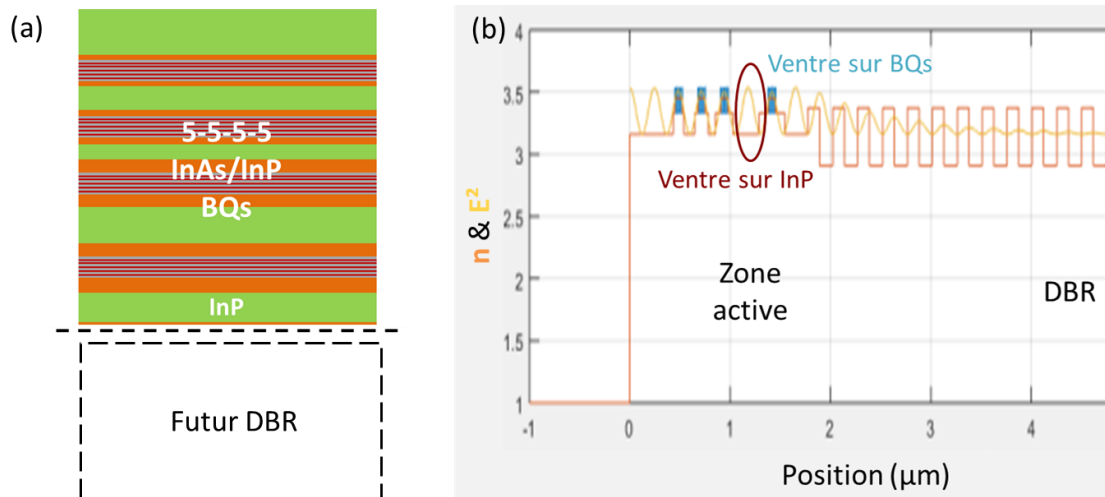 (a)
5-5-5-5
InAs/InP
BQs
InP
Futur DBR
(b)
4
3.5
3
2.5
2
1.5
1
n & E²
Ventre sur BQs
Ventre sur InP
Zone
active
DBR
-1
0
1
2
3
4
Position (µm)